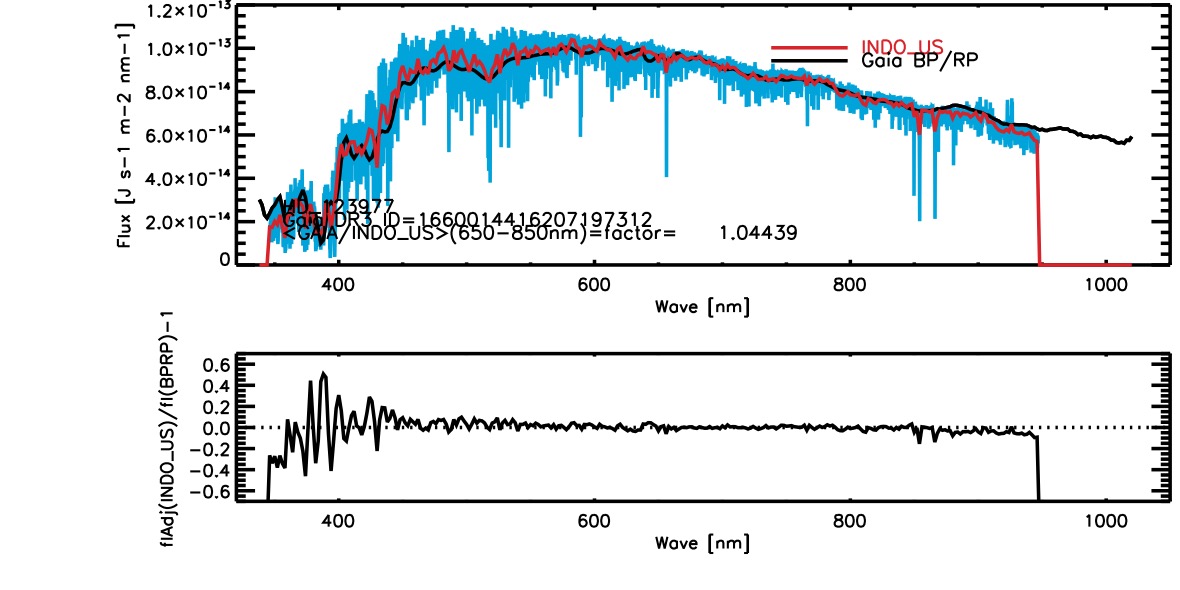 1.2×10⁻¹³
1.0×10⁻¹³
8.0×10⁻¹⁴
6.0×10⁻¹⁴
4.0×10⁻¹⁴
2.0×10⁻¹⁴
0
Flux [J s−1 m−2 nm−1]
INDO_US
Gaia BP/RP
HD 123977
Gaia/DR3_ID=1660014416207197312
<GAIA/INDO_US>(650−850nm)=factor= 1.04439
400 600 800 1000
Wave [nm]
flAdj(INDO_US)/fl(BPRP)−1
0.6
0.4
0.2
0.0
−0.2
−0.4
−0.6
400 600 800 1000
Wave [nm]